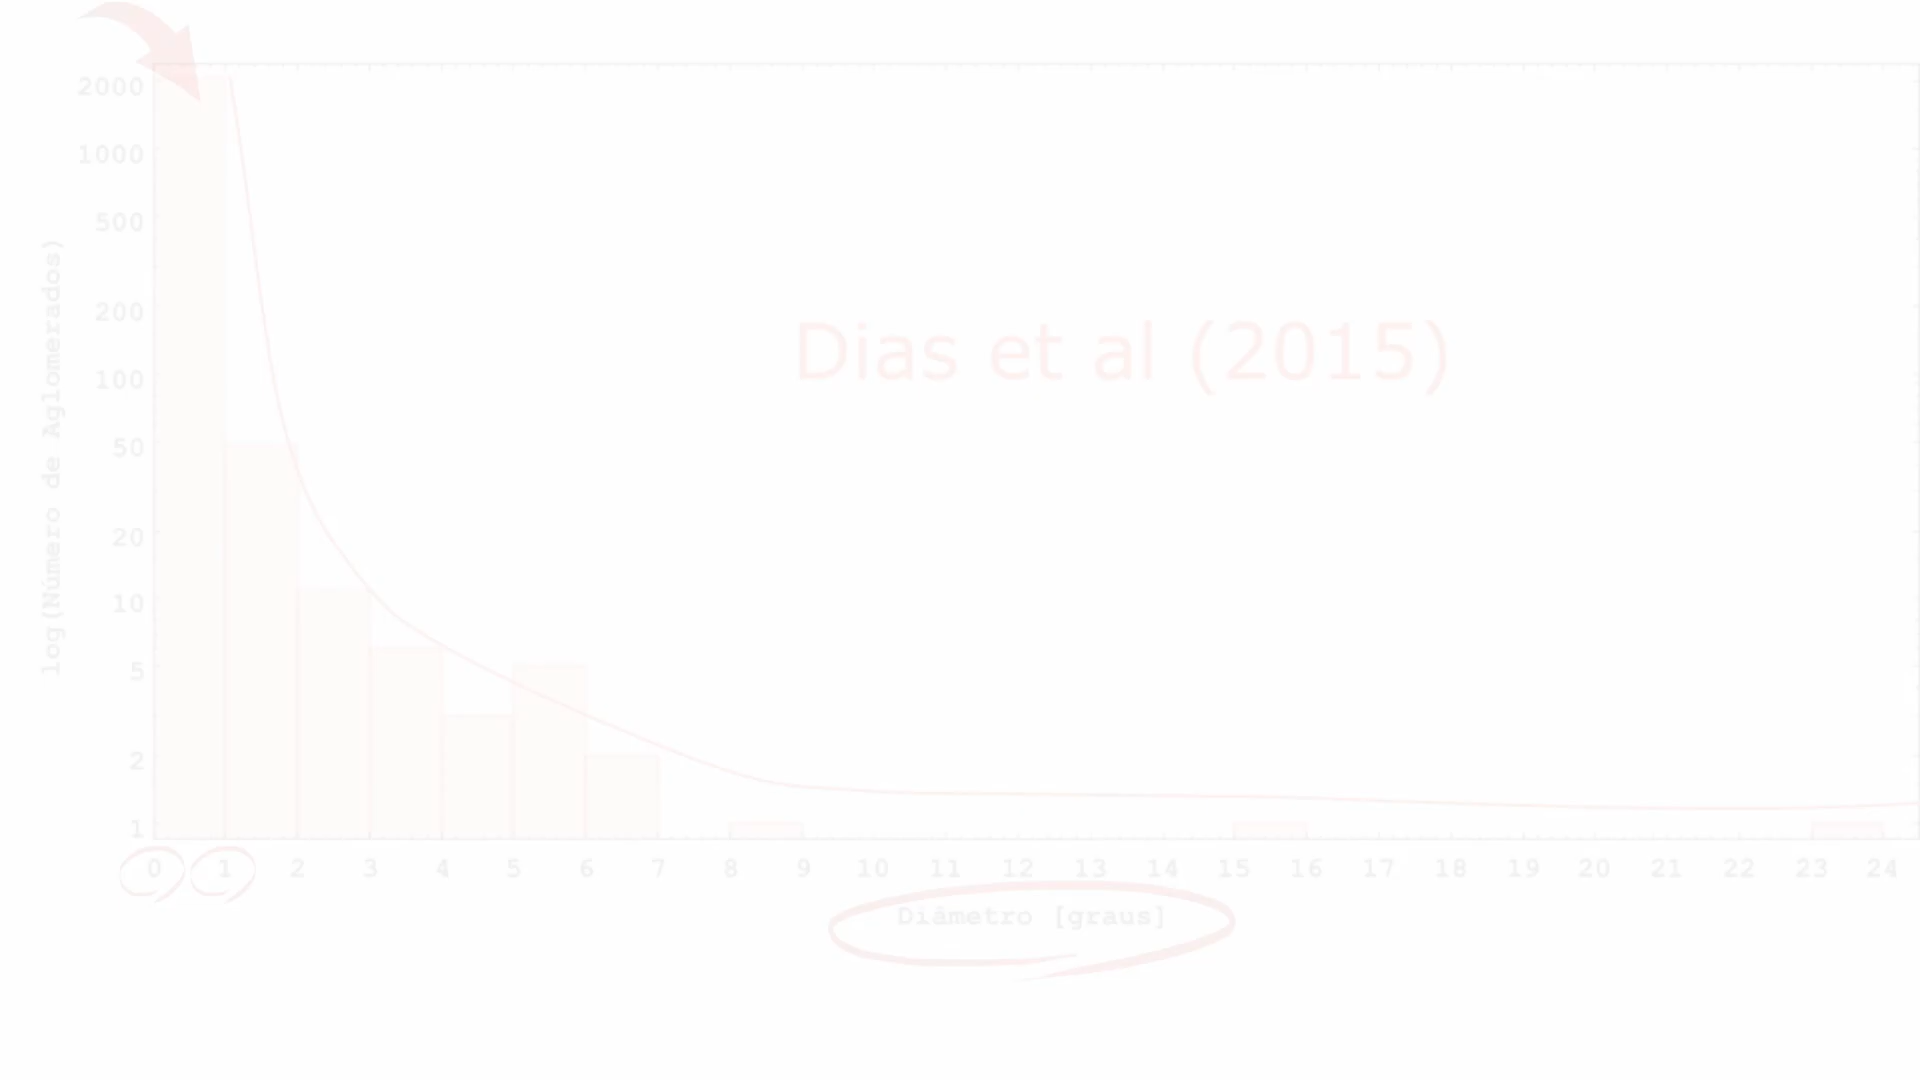 2000
1000
500
200
100
50
20
10
5
2
1
log(Número de Aglomerados)
Dias et al (2015)
0 1 2 3 4 5 6 7 8 9 10 11 12 13 14 15 16 17 18 19 20 21 22 23 24
Diâmetro [graus]